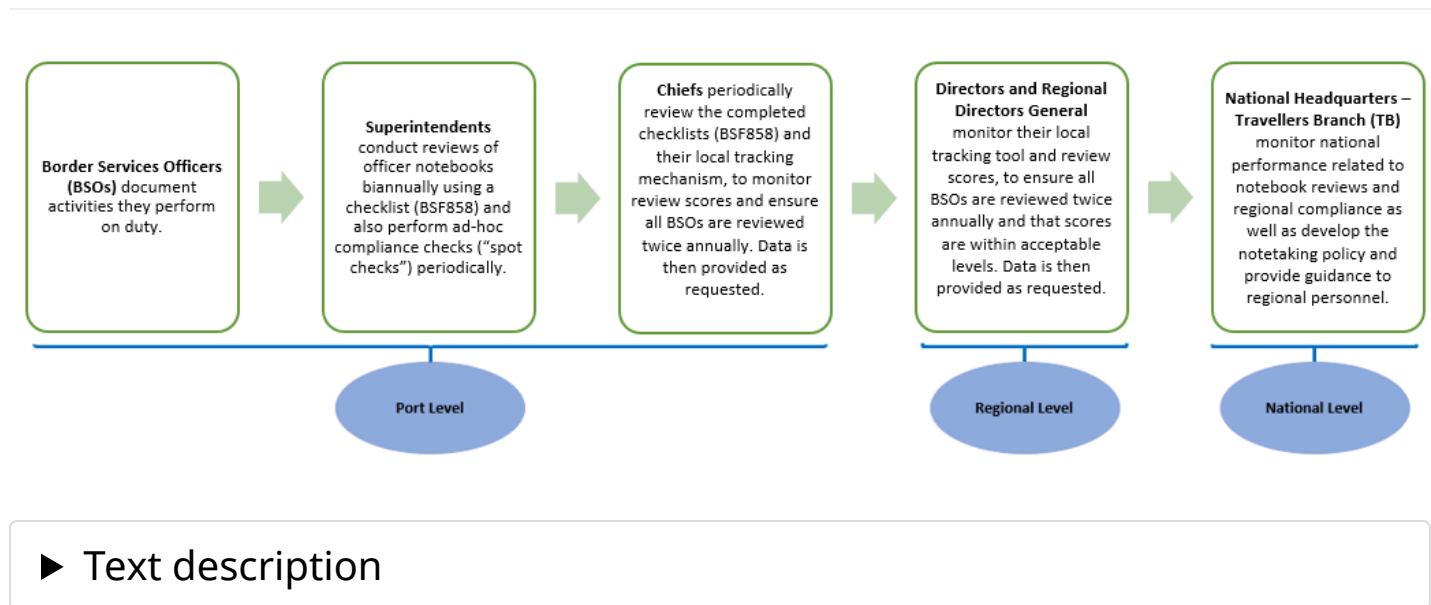 Border Services Officers
(BSOs) document
activities they perform
on duty.
Superintendents
conduct reviews of
officer notebooks
biannually using a
checklist (BSF858) and
also perform ad-hoc
compliance checks (“spot
checks”) periodically.
Chiefs periodically
review the completed
checklists (BSF858) and
their local tracking
mechanism, to monitor
review scores and ensure
all BSOs are reviewed
twice annually. Data is
then provided as
requested.
Directors and Regional
Directors General
monitor their local
tracking tool and review
scores, to ensure all
BSOs are reviewed twice
annually and that scores
are within acceptable
levels. Data is then
provided as requested.
National Headquarters –
Travellers Branch (TB)
monitor national
performance related to
notebook reviews and
regional compliance as
well as develop the
notetaking policy and
provide guidance to
regional personnel.
Port Level
Regional Level
National Level
Text description